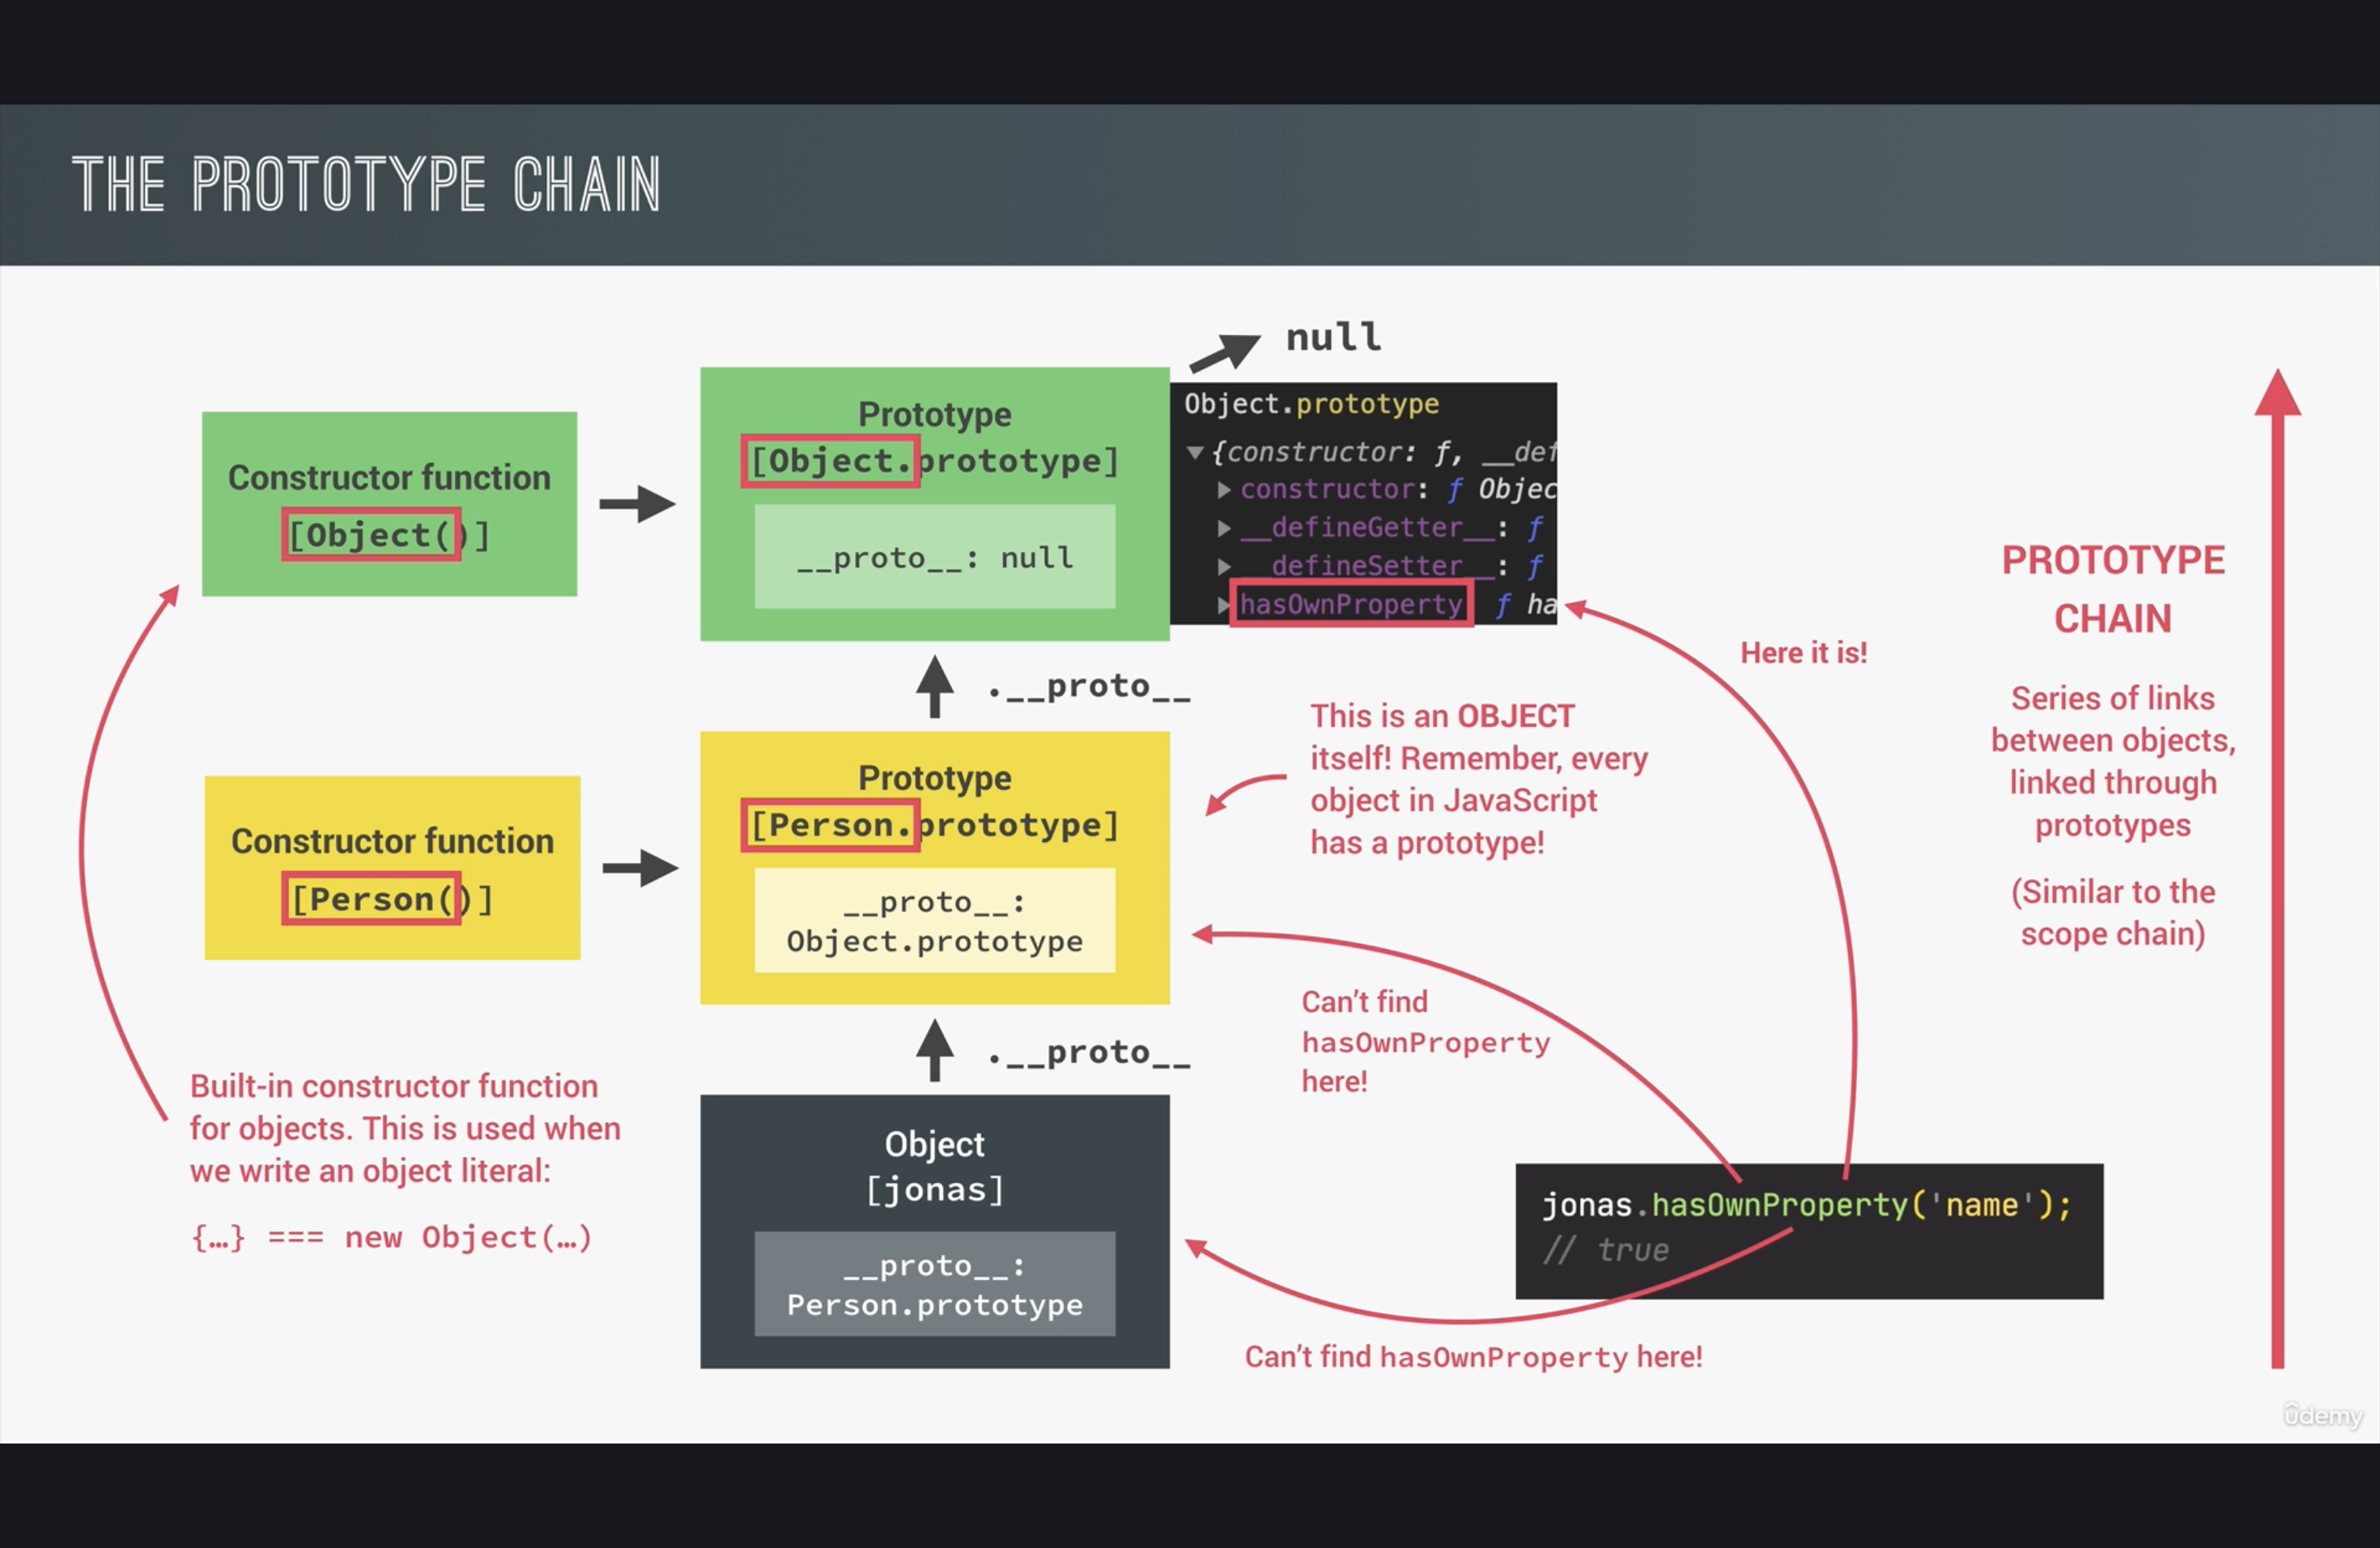 THE PROTOTYPE CHAIN
null
Constructor function
[Object()]
Prototype
[Object.prototype]
__proto__: null
Object.prototype
{constructor: ƒ, __def
constructor: ƒ Objec
__defineGetter__: ƒ
__defineSetter__: ƒ
hasOwnProperty ƒ ha
.__proto__
Here it is!
Constructor function
[Person()]
Prototype
[Person.prototype]
__proto__:
Object.prototype
This is an OBJECT
itself! Remember, every
object in JavaScript
has a prototype!
Can't find
hasOwnProperty
here!
.__proto__
Built-in constructor function
for objects. This is used when
we write an object literal:
{…} === new Object(…)
Object
[jonas]
__proto__:
Person.prototype
Can't find hasOwnProperty here!
jonas.hasOwnProperty('name');
// true
PROTOTYPE
CHAIN
Series of links
between objects,
linked through
prototypes
(Similar to the
scope chain)
ûdemy